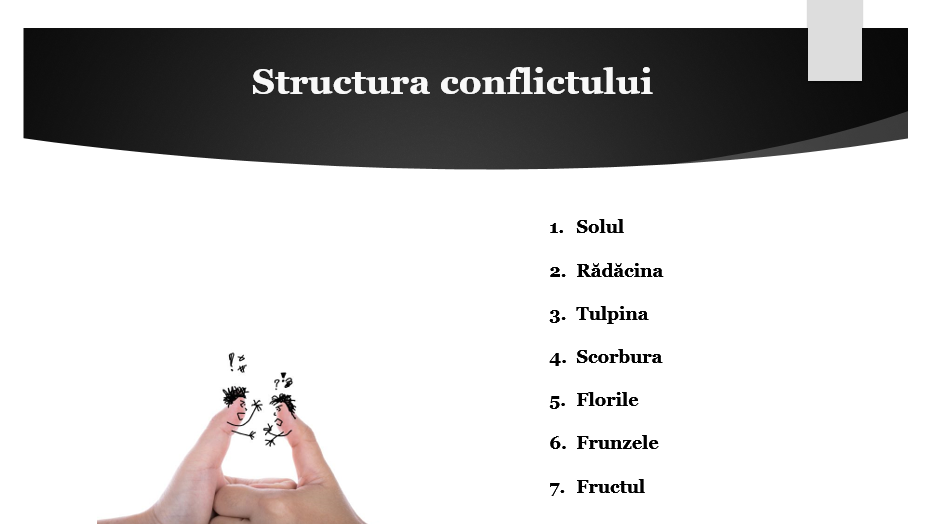 Structura conflictului
1. Solul
2. Rădăcina
3. Tulpina
4. Scorbura
5. Florile
6. Frunzele
7. Fructul